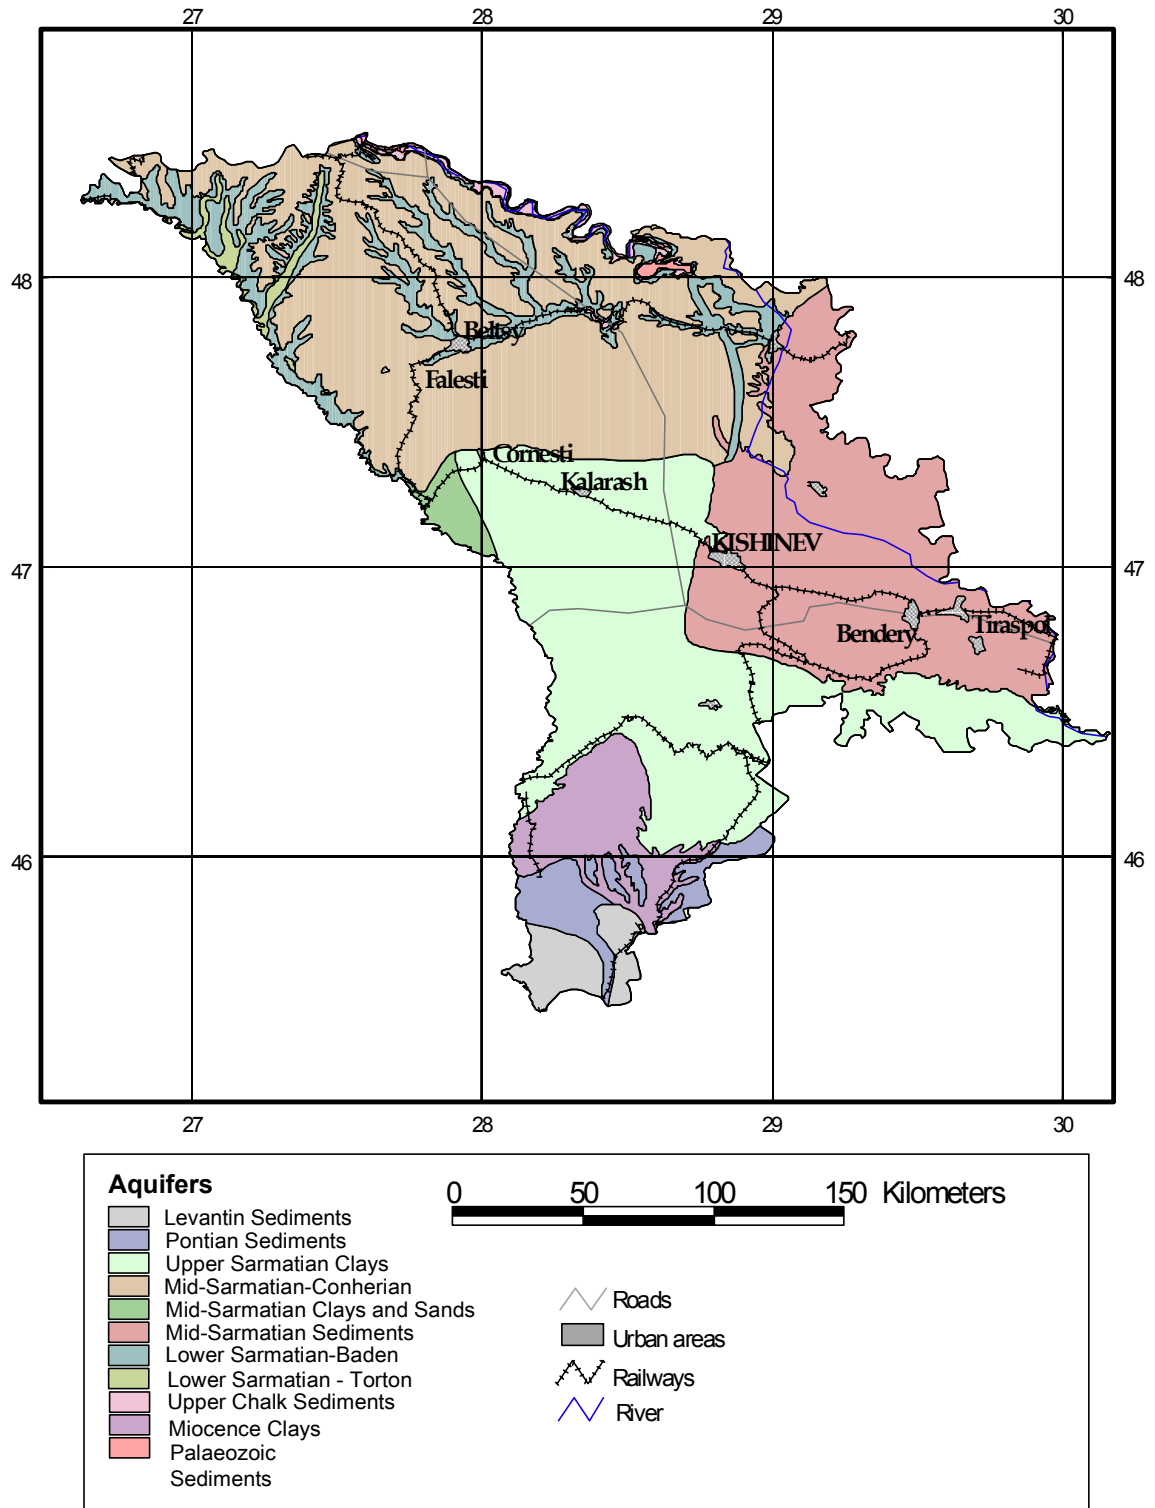 27 28 29 30
48 48
Beltsy
Falesti
Cornesti
Kalarash
KISHINEV
47 47
Bendery Tiraspol
46 46
27 28 29 30
Aquifers
Levantin Sediments
Pontian Sediments
Upper Sarmatian Clays
Mid-Sarmatian-Conherian
Mid-Sarmatian Clays and Sands
Mid-Sarmatian Sediments
Lower Sarmatian-Baden
Lower Sarmatian - Torton
Upper Chalk Sediments
Miocence Clays
Palaeozoic
Sediments
0 50 100 150 Kilometers
Roads
Urban areas
Railways
River